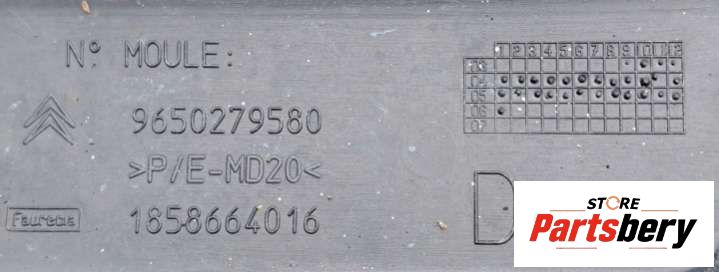 N° MOULE:
1 2 3 4 5 6 7 8 9 10 11 12
03
04
05
06
07
9650279580
>P/E-MD20<
Faurecia
1858664016
D
STORE
Partsbery